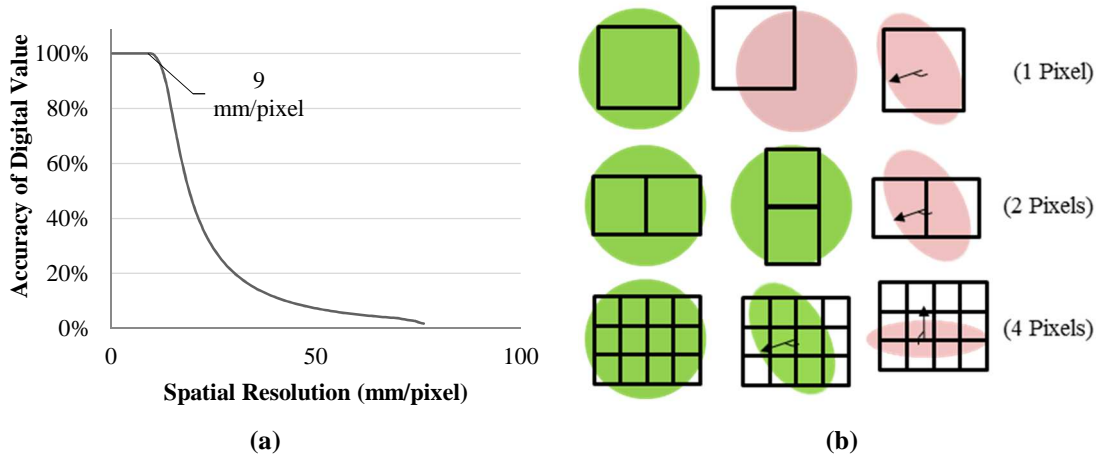 100%
80%
60%
40%
20%
0%
Accuracy of Digital Value
9
mm/pixel
0
50
100
Spatial Resolution (mm/pixel)
(a)
(1 Pixel)
(2 Pixels)
(4 Pixels)
(b)